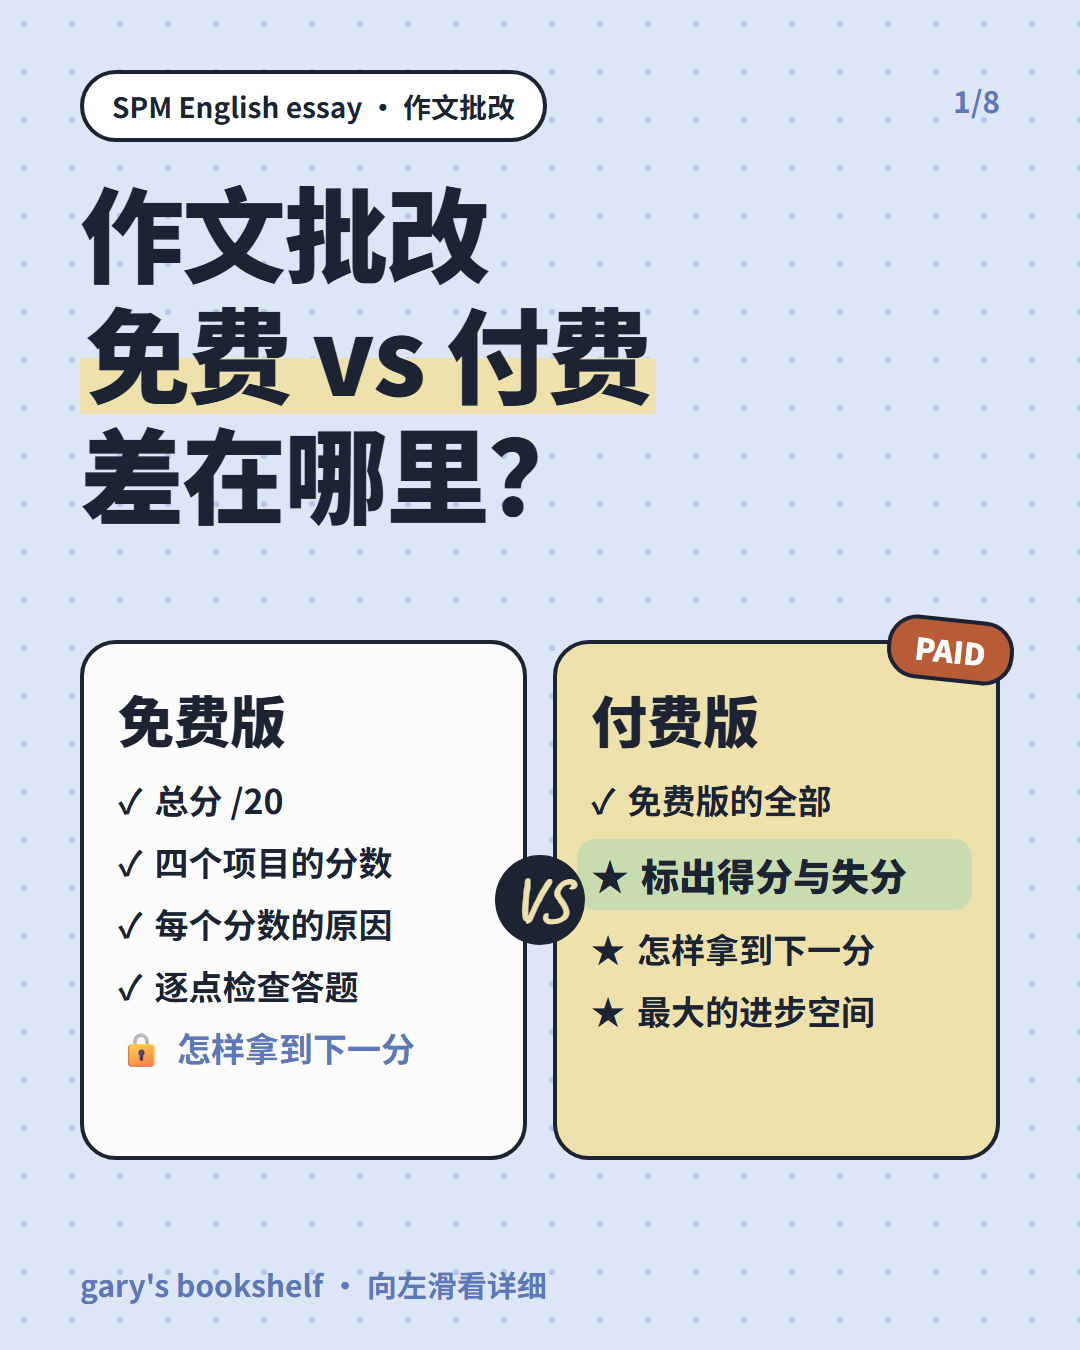 SPM English essay · 作文批改
1/8
作文批改
免费 vs 付费
差在哪里？
免费版
✓ 总分 /20
✓ 四个项目的分数
✓ 每个分数的原因
✓ 逐点检查答题
🔒 怎样拿到下一分
VS
PAID
付费版
✓ 免费版的全部
★ 标出得分与失分
★ 怎样拿到下一分
★ 最大的进步空间
gary's bookshelf · 向左滑看详细